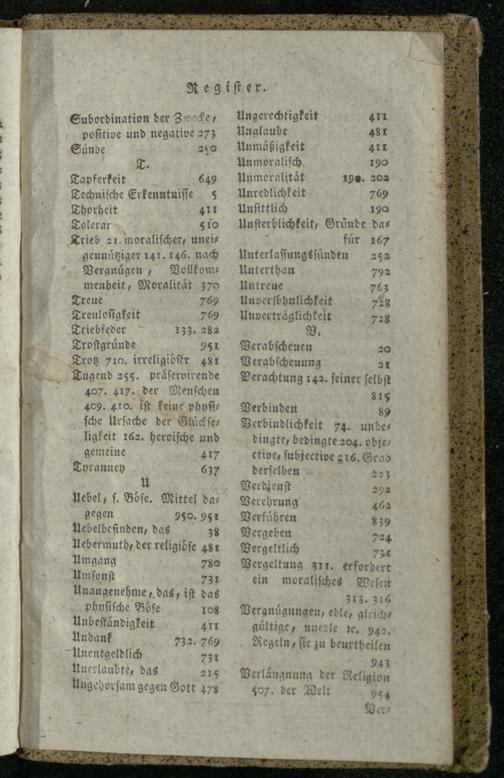 Register.
Subordination der Zwecke,
positive und negative 273
Sünde 250
T.
Tapferkeit 649
Technische Erkenntnisse 5
Thorheit 411
Tolerar 510
Trieb 21. moralischer, unei-
gennütziger 141. 146. nach
Vergnügen, Vollkom-
menheit, Moralität 370
Treue 769
Treulosigkeit 769
Triebfeder 133. 282
Trostgründe 951
Trotz 710. irreligiöser 481
Tugend 255. präservirende
407. 417. der Menschen
409. 410. ist keine physi-
sche Ursache der Glückse-
ligkeit 162. heroische und
gemeine 417
Tyranney 637
U
Uebel, s. Böse. Mittel da-
gegen 950. 951
Uebelbefinden, das 38
Uebermuth, der religiöse 481
Umgang 780
Umsonst 731
Unangenehme, das, ist das
physische Böse 108
Unbeständigkeit 411
Undank 732. 769
Unentgeldlich 731
Unerlaubte, das 215
Ungehorsam gegen Gott 478
Ungerechtigkeit 411
Unglaube 481
Unmäßigkeit 411
Unmoralisch 190
Unmoralität 190. 202
Unredlichkeit 769
Unsittlich 190
Unsterblichkeit, Gründe da-
für 167
Unterlassungssünden 252
Unterthan 792
Untreue 763
Unversöhnlichkeit 728
Unverträglichkeit 728
V.
Verabscheuen 20
Verabscheuung 21
Verachtung 142. seiner selbst
815
Verbinden 89
Verbindlichkeit 74. unbe-
dingte, bedingte 204. obje-
ctive, subjective 216. Grad
derselben 223
Verdienst 292
Verehrung 462
Verführen 839
Vergeben 724
Vergeltlich 731
Vergeltung 311. erfordert
ein moralisches Wesen
313. 316
Vergnügungen, edle, gleich-
gültige, unedle ꝛc. 942.
Regeln, sie zu beurtheilen
943
Verläugnung der Religion
507. der Welt 954
Ver-